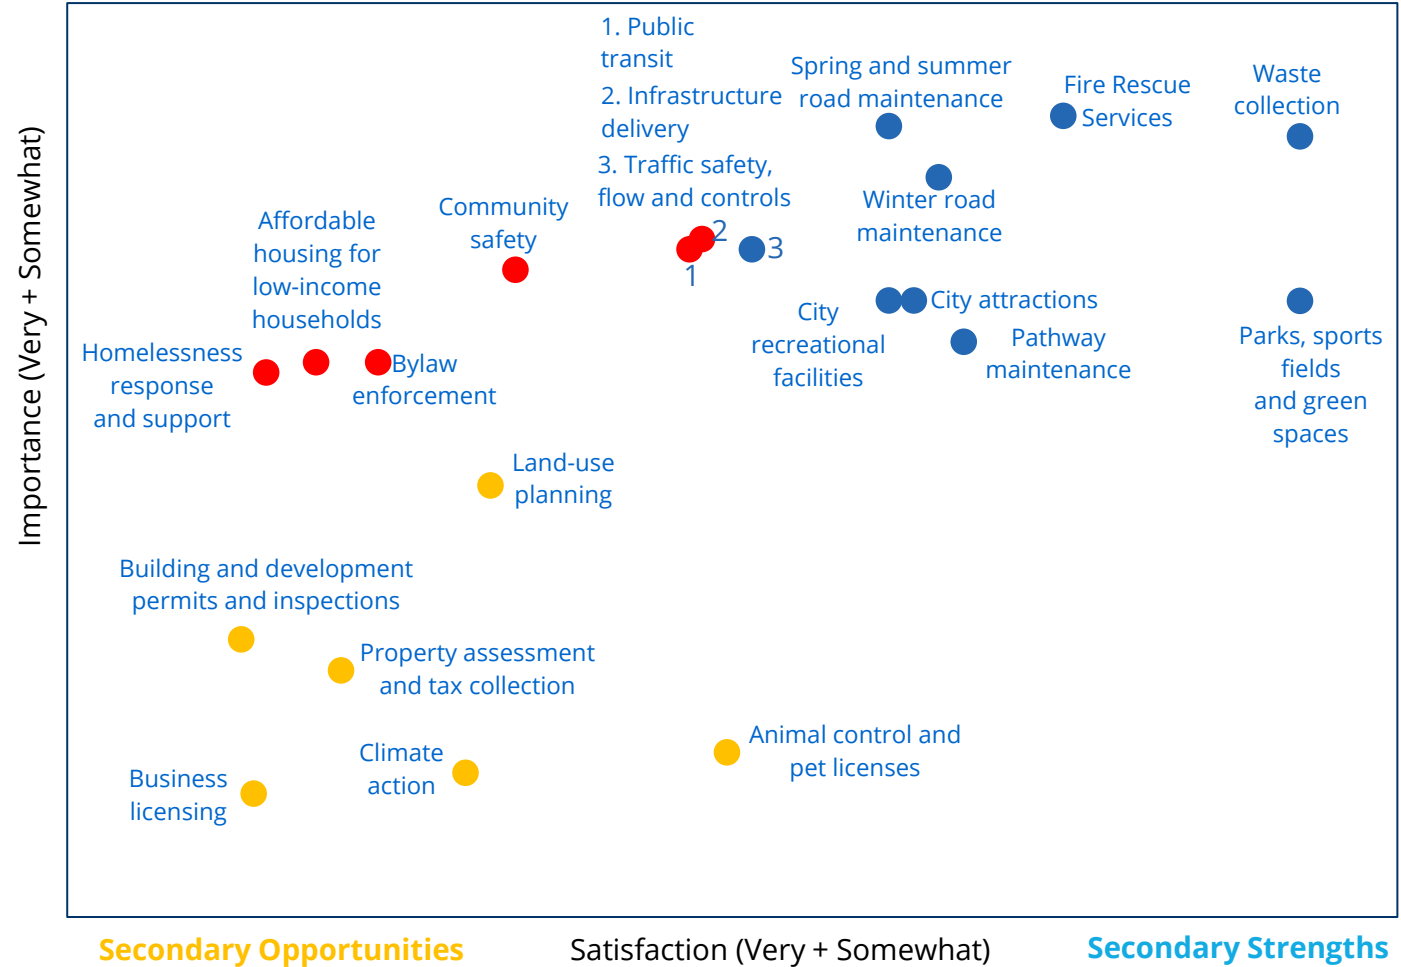 1. Public
transit
2. Infrastructure
delivery
3. Traffic safety,
flow and controls
Spring and summer
road maintenance
Fire Rescue
Services
Waste
collection
Winter road
maintenance
Community
safety
Affordable
housing for
low-income
households
2
3
1
City attractions
City
recreational
facilities
Pathway
maintenance
Parks, sports
fields
and green
spaces
Homelessness
response
and support
Bylaw
enforcement
Land-use
planning
Building and development
permits and inspections
Property assessment
and tax collection
Animal control and
pet licenses
Climate
action
Business
licensing
Importance (Very + Somewhat)
Secondary Opportunities
Satisfaction (Very + Somewhat)
Secondary Strengths